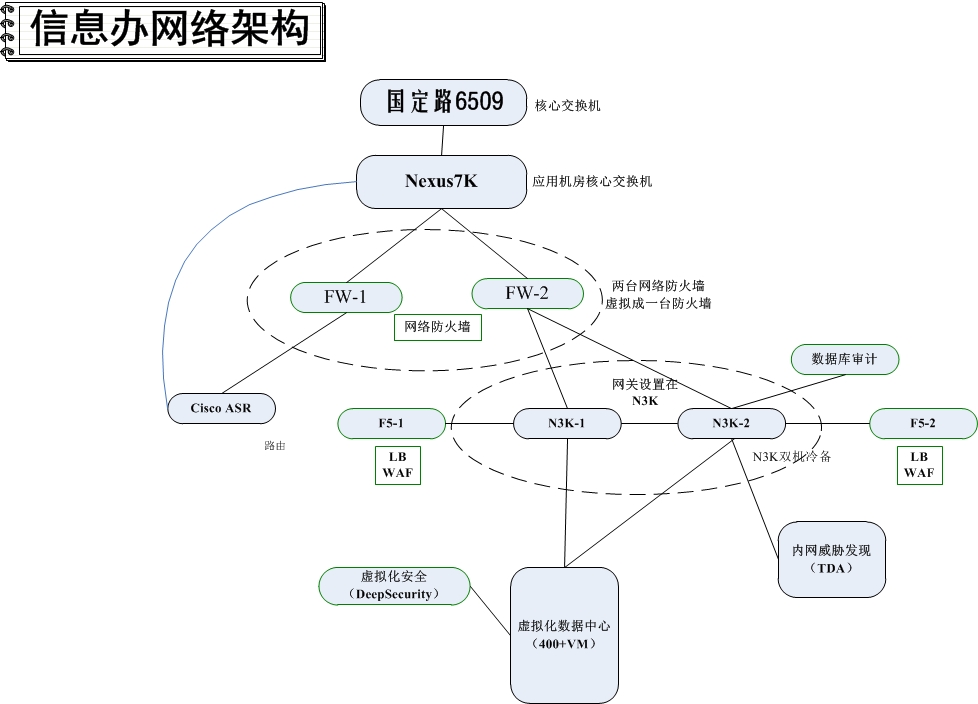 信息办网络架构
国定路6509
核心交换机
Nexus7K
应用机房核心交换机
FW-1
FW-2
两台网络防火墙
虚拟成一台防火墙
网络防火墙
数据库审计
网关设置在
N3K
Cisco ASR
路由
F5-1
N3K-1
N3K-2
F5-2
LB
WAF
N3K双机冷备
LB
WAF
内网威胁发现
（TDA）
虚拟化安全
（DeepSecurity）
虚拟化数据中心
（400+VM）